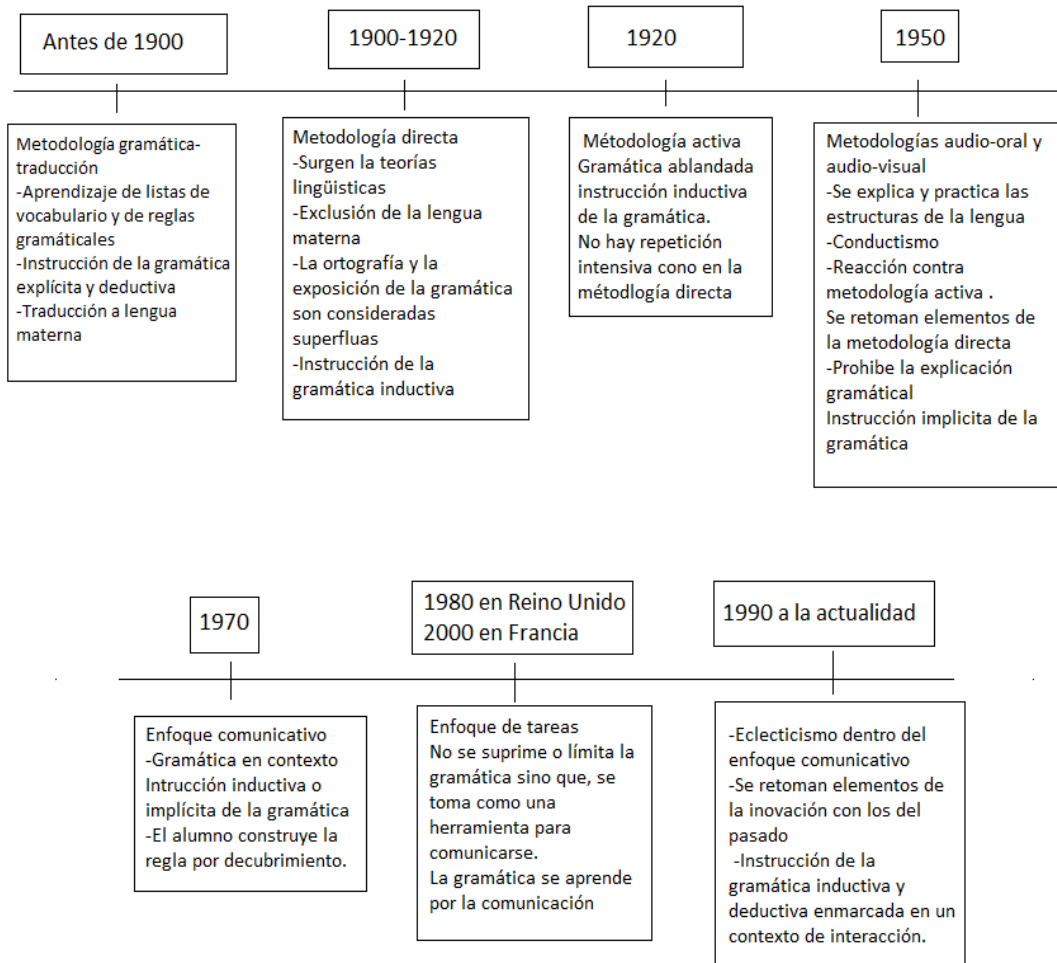 Antes de 1900
Metodología gramática-
traducción
-Aprendizaje de listas de
vocabulario y de reglas
gramáticales
-Instrucción de la gramática
explícita y deductiva
-Traducción a lengua
materna
1900-1920
Metodología directa
-Surgen la teorías
lingüisticas
-Exclusión de la lengua
materna
-La ortografía y la
exposición de la gramática
son consideradas
superfluas
-Instrucción de la
gramática inductiva
1920
Métodología activa
Gramática ablandada
instrucción inductiva
de la gramática.
No hay repetición
intensiva cono en la
métodlogía directa
1950
Metodologías audio-oral y
audio-visual
-Se explica y practica las
estructuras de la lengua
-Conductismo
-Reacción contra
metodología activa .
Se retoman elementos de
la metodología directa
-Prohibe la explicación
gramátical
Instrucción implicita de la
gramática
1970
Enfoque comunicativo
-Gramática en contexto
Intrucción inductiva o
implícita de la gramática
-El alumno construye la
regla por decubrimiento.
1980 en Reino Unido
2000 en Francia
Enfoque de tareas
No se suprime o límita la
gramática sino que, se
toma como una
herramienta para
comunicarse.
La gramática se aprende
por la comunicación
1990 a la actualidad
-Eclecticismo dentro del
enfoque comunicativo
-Se retoman elementos de
la inovación con los del
pasado
-Instrucción de la
gramática inductiva y
deductiva enmarcada en un
contexto de interacción.